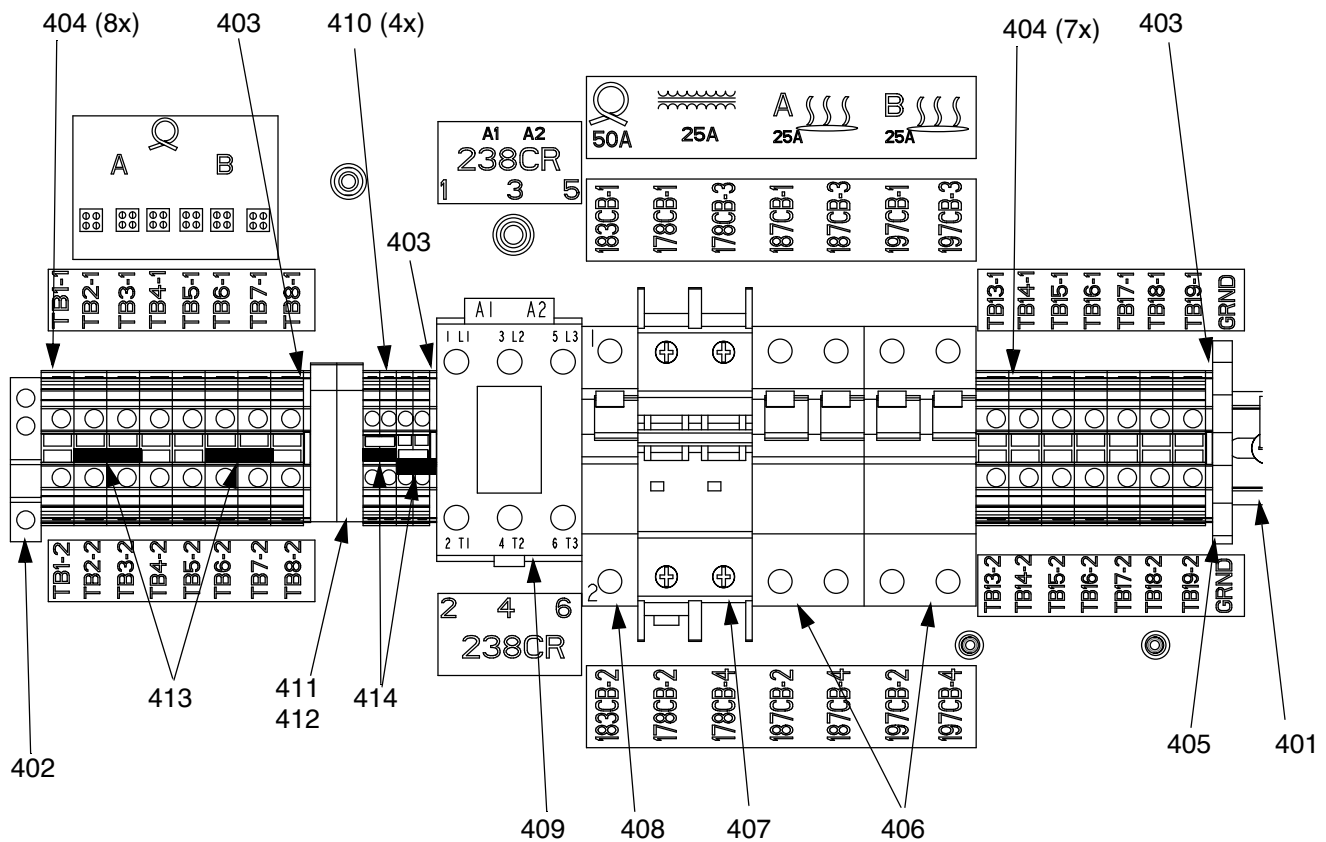 404 (8x) 403 410 (4x) 404 (7x) 403
A B
A1 A2
238CR
1 3 5
50A 25A A 25A B 25A
403
183CB-1 178CB-1 178CB-3 187CB-1 187CB-3 197CB-1 197CB-3
TB1-1 TB2-1 TB3-1 TB4-1 TB5-1 TB6-1 TB7-1 TB8-1
TB13-1 TB14-1 TB15-1 TB16-1 TB17-1 TB18-1 TB19-1 GRND
A1 A2
1 L1 3 L2 5 L3
1
2 T1 4 T2 6 T3
2
TB1-2 TB2-2 TB3-2 TB4-2 TB5-2 TB6-2 TB7-2 TB8-2
TB13-2 TB14-2 TB15-2 TB16-2 TB17-2 TB18-2 TB19-2 GRND
2 4 6
238CR
183CB-2 178CB-2 178CB-4 187CB-2 187CB-4 197CB-2 197CB-4
413 411 414
412
402 405 401
409 408 407 406